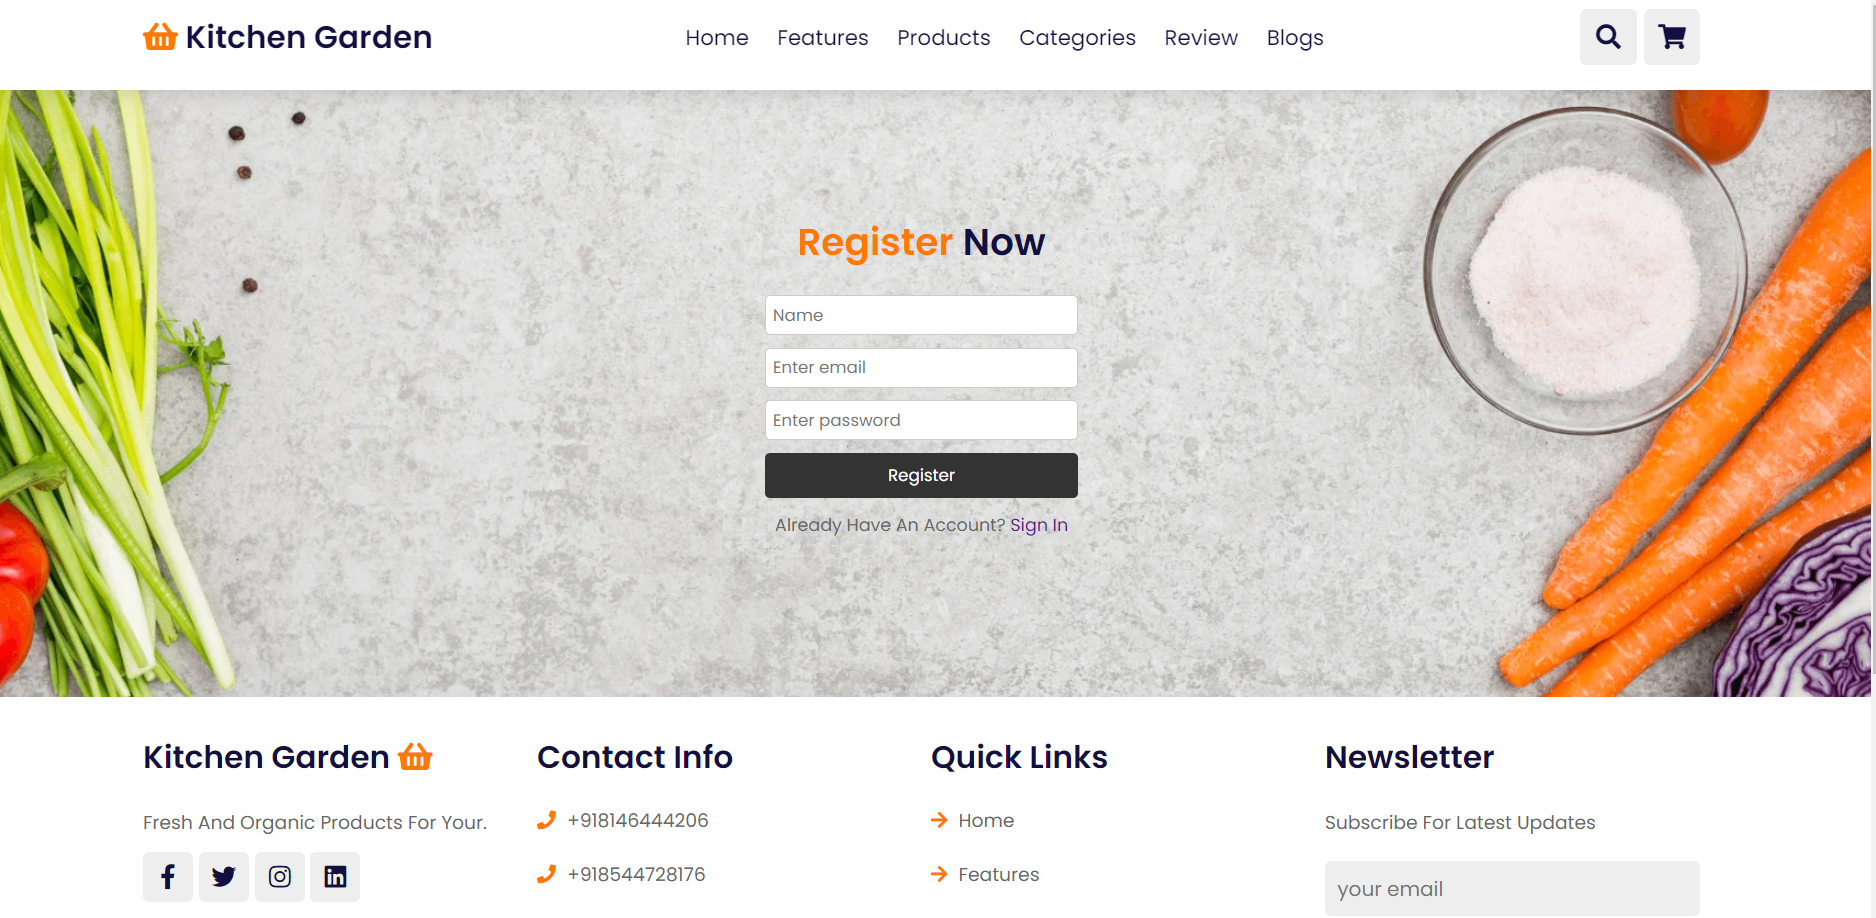 Kitchen Garden
Home Features Products Categories Review Blogs
Register Now
Name
Enter email
Enter password
Register
Already Have An Account? Sign In
Kitchen Garden
Fresh And Organic Products For Your.
Contact Info
+918146444206
+918544728176
Quick Links
Home
Features
Newsletter
Subscribe For Latest Updates
your email